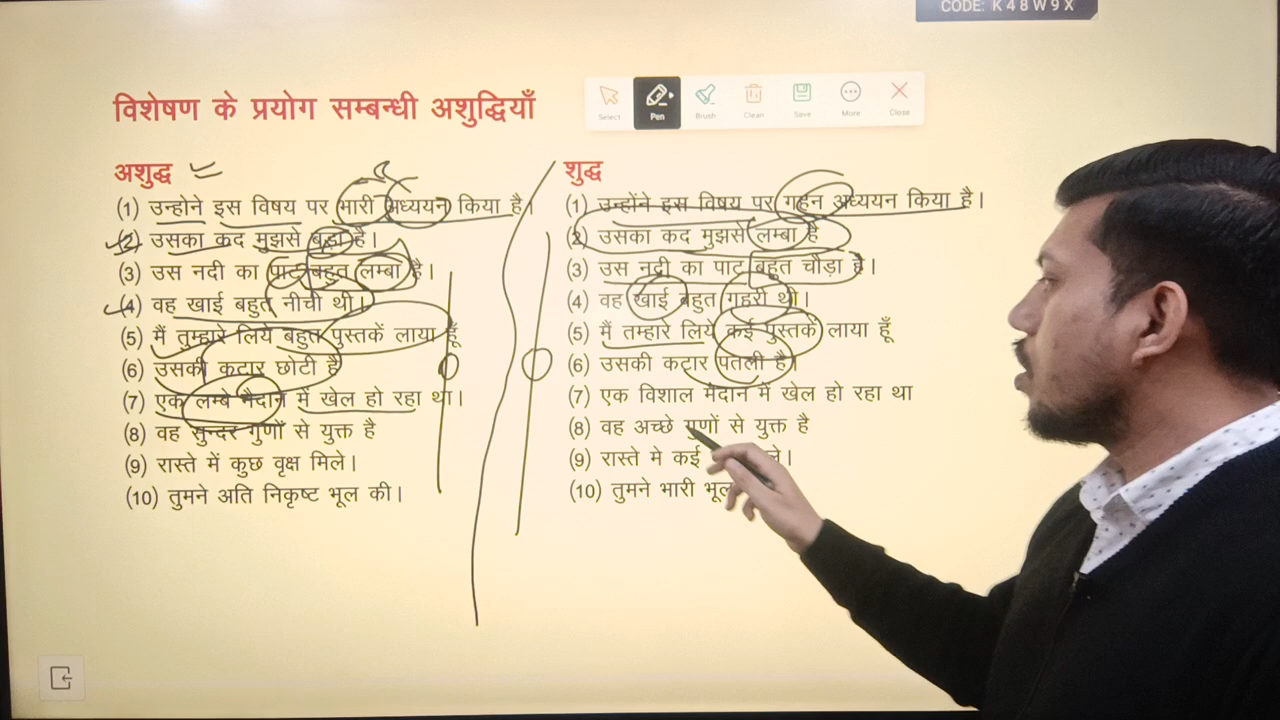 CODE: K48W9X
विशेषण के प्रयोग सम्बन्धी अशुद्धियाँ
Select
Pen
Brush
Clean
Save
More
Close
अशुद्ध
(1) उन्होने इस विषय पर भारी अध्ययन किया है।
(2) उसका कद मुझसे बड़ा है।
(3) उस नदी का पाट बहुत लम्बा है।
(4) वह खाई बहुत नीची थी।
(5) मैं तुम्हारे लिये बहुत पुस्तकें लाया हूँ
(6) उसकी कटार छोटी है
(7) एक लम्बे मैदान में खेल हो रहा था।
(8) वह सुन्दर गुणों से युक्त है
(9) रास्ते में कुछ वृक्ष मिले।
(10) तुमने अति निकृष्ट भूल की।
शुद्ध
(1) उन्होंने इस विषय पर गहन अध्ययन किया है।
(2) उसका कद मुझसे लम्बा है
(3) उस नदी का पाट बहुत चौड़ा है।
(4) वह खाई बहुत गहरी थी।
(5) मैं तम्हारे लिये कई पुस्तकें लाया हूँ
(6) उसकी कटार पतली है।
(7) एक विशाल मैदान में खेल हो रहा था
(8) वह अच्छे गुणों से युक्त है
(9) रास्ते मे कई
(10) तुमने भारी भूल